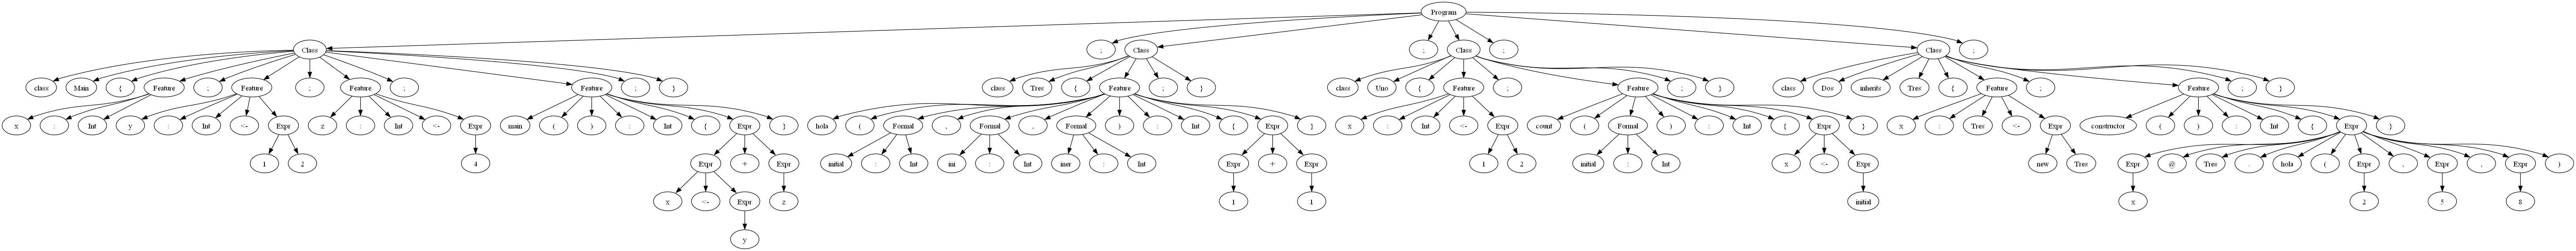 Program
Class ; Class ; Class ; Class ;
class Main { Feature ; Feature ; Feature ; Feature ; } class Tres { Feature ; } class Uno { Feature ; Feature ; } class Dos inherits Tres { Feature ; Feature ; }
x : Int y : Int <- Expr z : Int <- Expr main ( ) : Int { Expr } hola ( Formal , Formal , Formal ) : Int { Expr } x : Int <- Expr count ( Formal ) : Int { Expr } x : Tres <- Expr constructor ( ) : Int { Expr }
1 2 4 Expr + Expr initial : Int ini : Int iner : Int Expr + Expr 1 2 initial : Int x <- Expr new Tres Expr @ Tres . hola ( Expr , Expr , Expr )
x <- Expr z 1 1 initial x 2 5 8
y